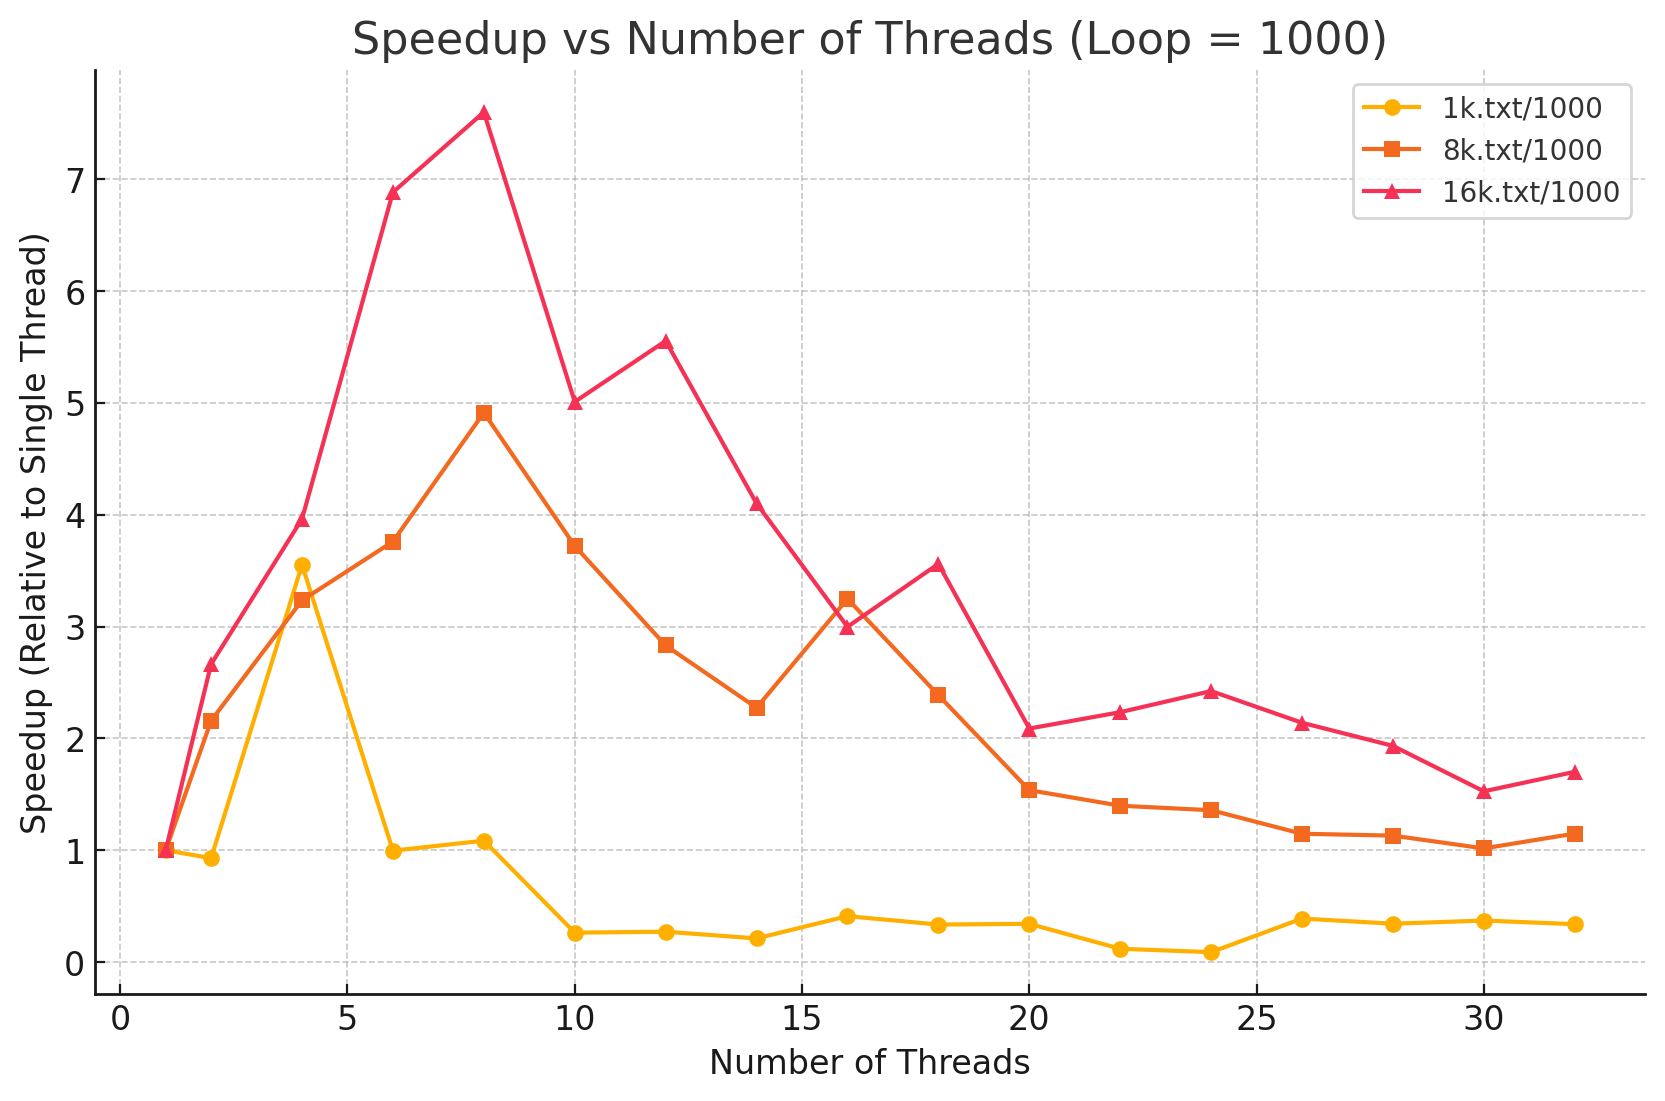 Speedup vs Number of Threads (Loop = 1000)
1k.txt/1000
8k.txt/1000
16k.txt/1000
Speedup (Relative to Single Thread)
7
6
5
4
3
2
1
0
0 5 10 15 20 25 30
Number of Threads